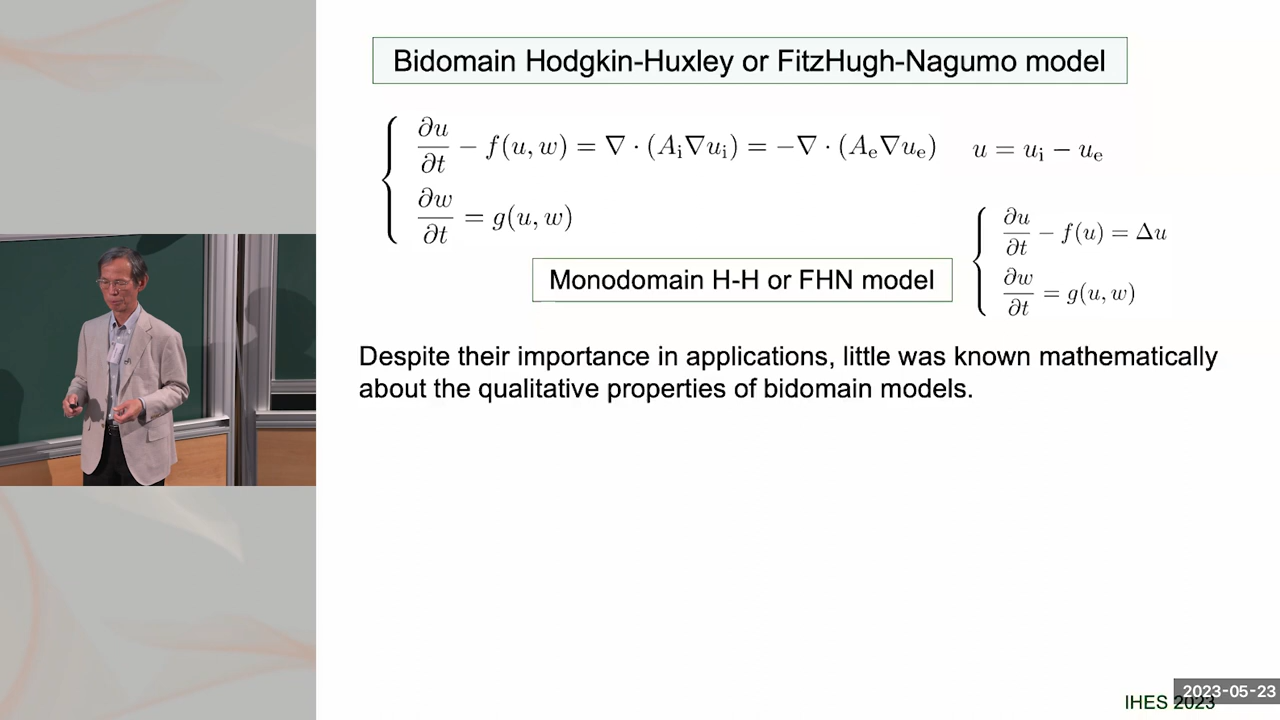 Bidomain Hodgkin-Huxley or FitzHugh-Nagumo model
∂u/∂t − f(u, w) = ∇ · (A_i∇u_i) = −∇ · (A_e∇u_e)   u = u_i − u_e
∂w/∂t = g(u, w)
Monodomain H-H or FHN model
∂u/∂t − f(u) = Δu
∂w/∂t = g(u, w)
Despite their importance in applications, little was known mathematically
about the qualitative properties of bidomain models.
2023-05-23
IHES 2023